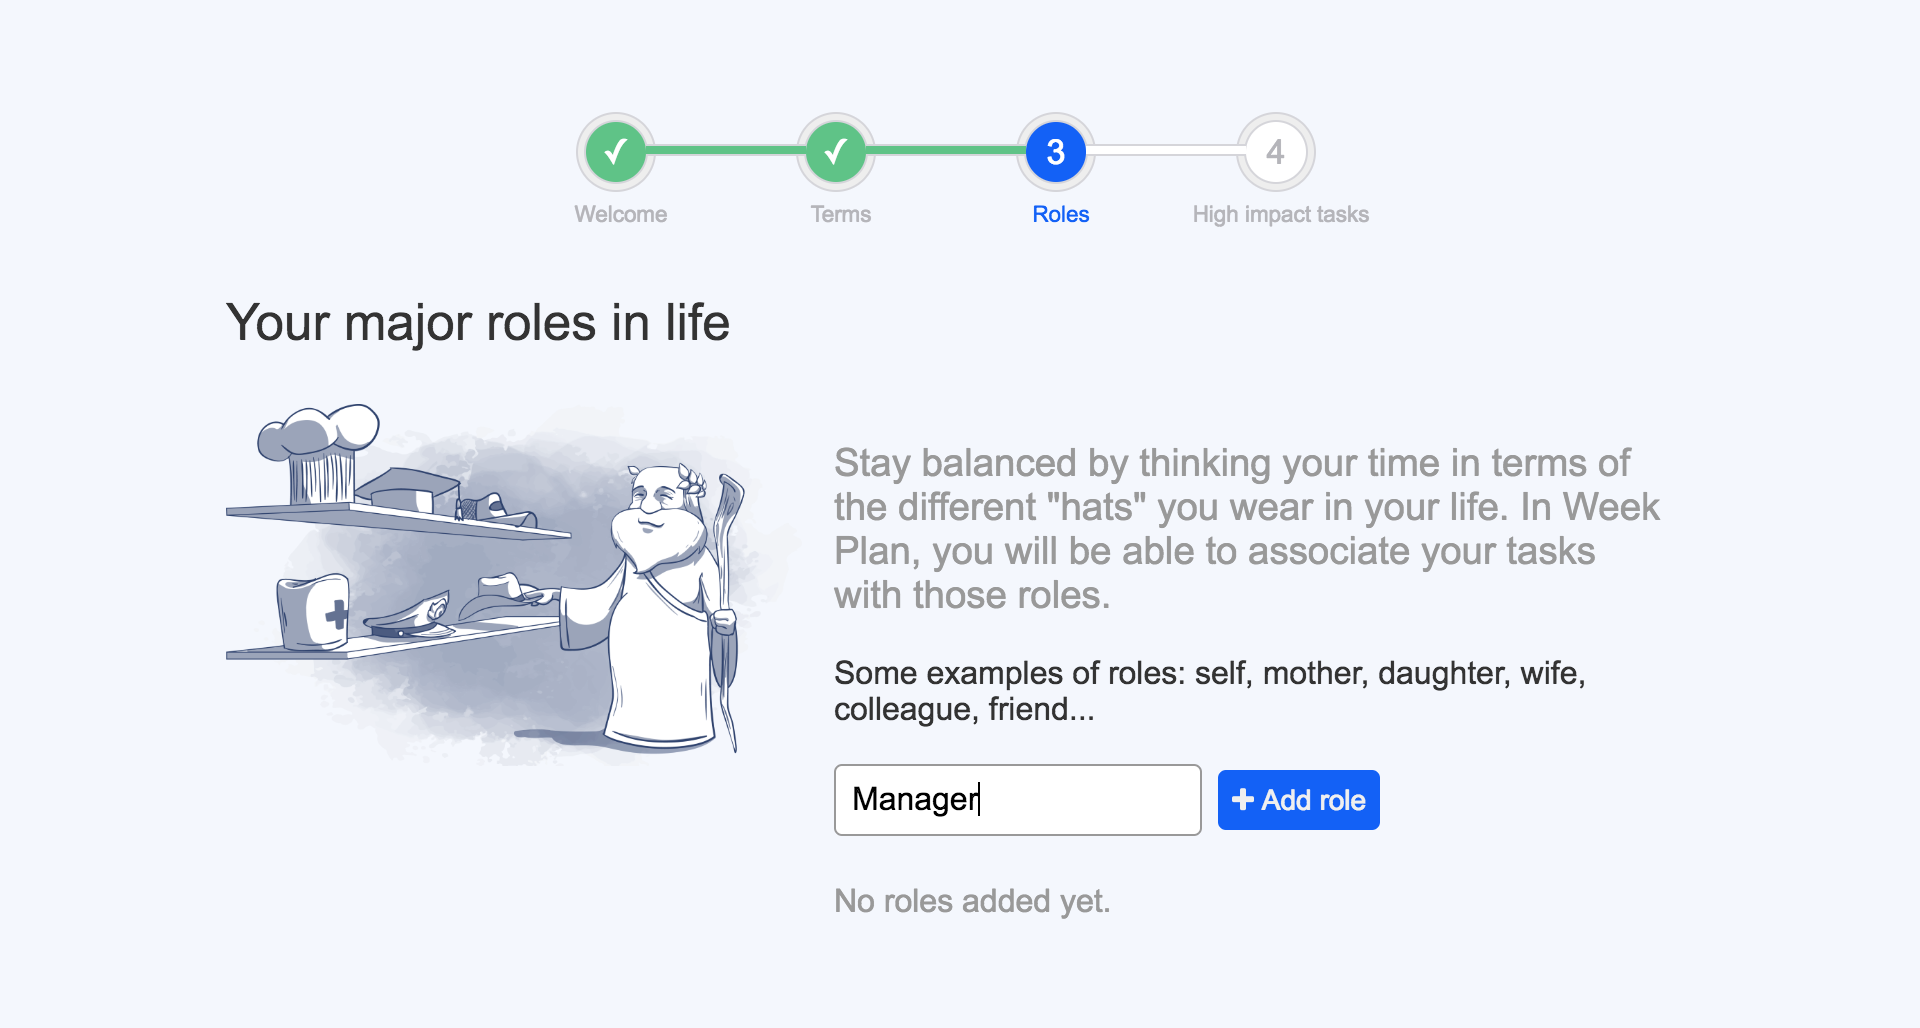 ✓ ✓ 3 4
Welcome Terms Roles High impact tasks
Your major roles in life
Stay balanced by thinking your time in terms of
the different "hats" you wear in your life. In Week
Plan, you will be able to associate your tasks
with those roles.
Some examples of roles: self, mother, daughter, wife,
colleague, friend...
Manager
+ Add role
No roles added yet.